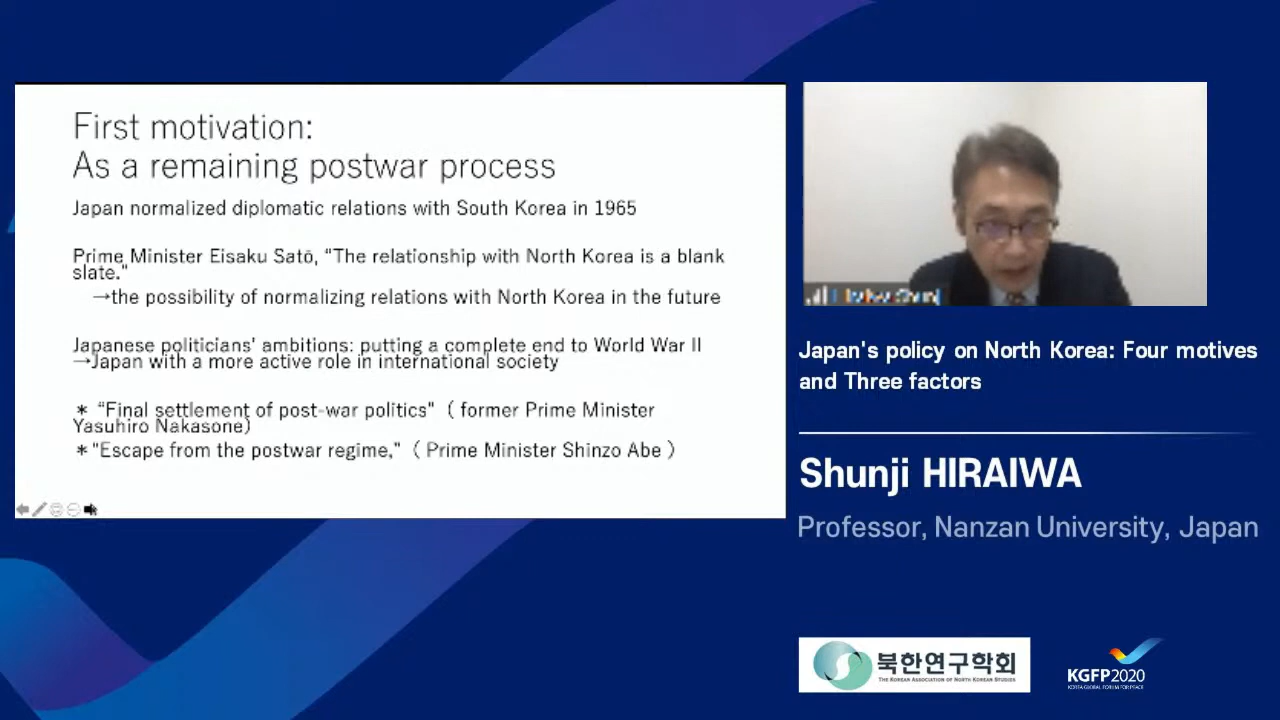 First motivation:
As a remaining postwar process
Japan normalized diplomatic relations with South Korea in 1965
Prime Minister Eisaku Satō, “The relationship with North Korea is a blank
slate.”
→the possibility of normalizing relations with North Korea in the future
Japanese politicians' ambitions: putting a complete end to World War II
→Japan with a more active role in international society
＊ “Final settlement of post-war politics” （ former Prime Minister
Yasuhiro Nakasone）
＊“Escape from the postwar regime,”（ Prime Minister Shinzo Abe ）
Japan's policy on North Korea: Four motives
and Three factors
Shunji HIRAIWA
Professor, Nanzan University, Japan
북한연구학회
THE KOREAN ASSOCIATION OF NORTH KOREAN STUDIES
KGFP2020
KOREA GLOBAL FORUM FOR PEACE